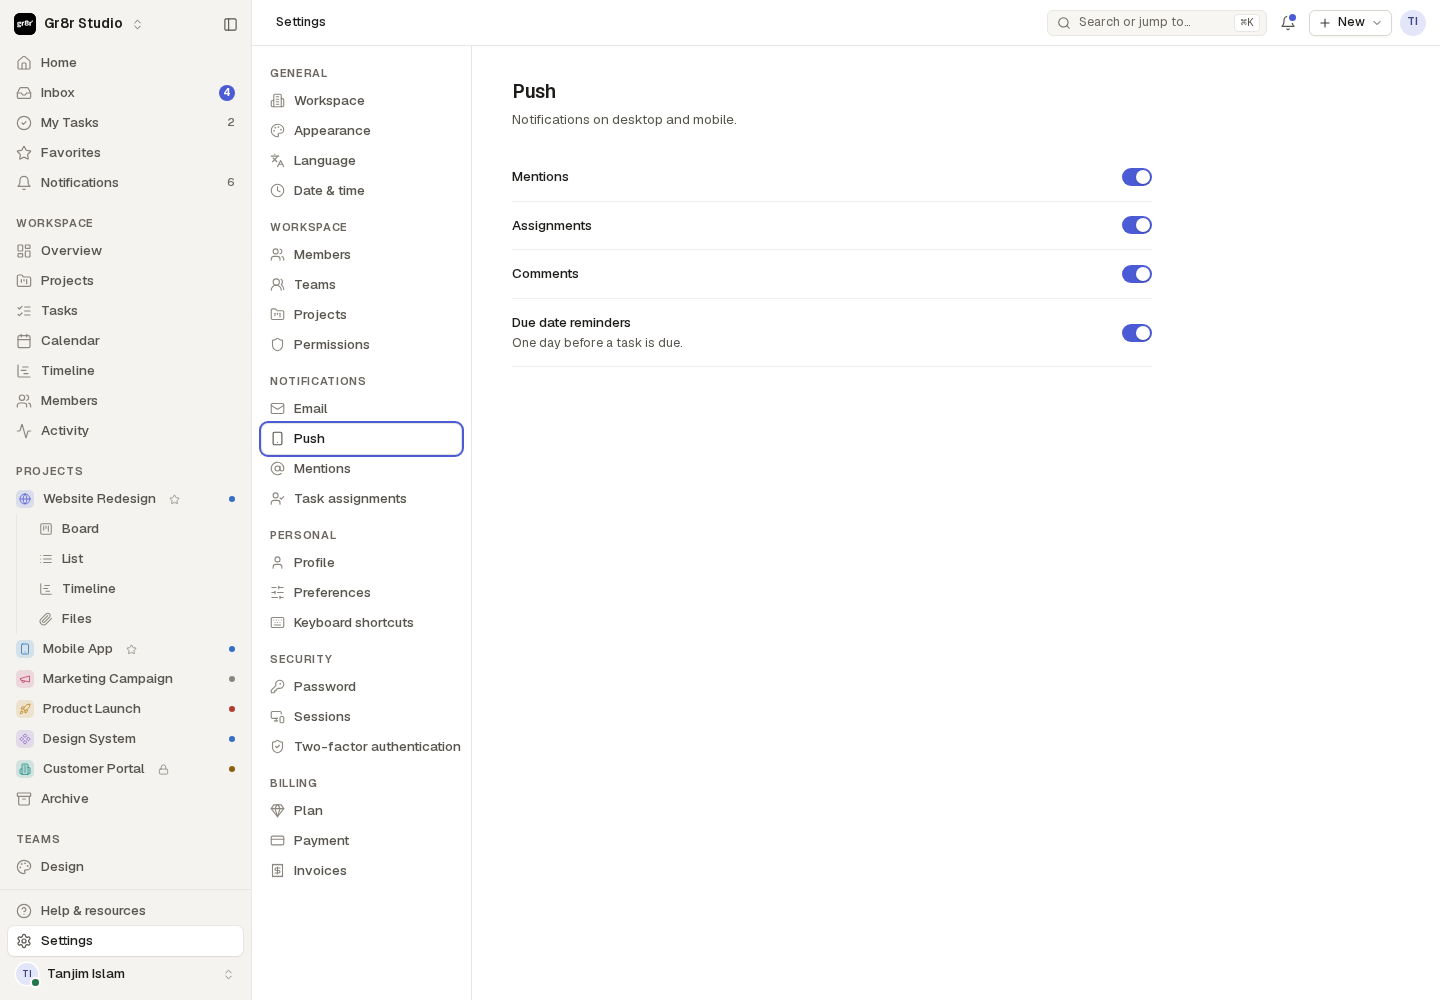 gr8r
Gr8r Studio
Home
Inbox 4
My Tasks 2
Favorites
Notifications 6
WORKSPACE
Overview
Projects
Tasks
Calendar
Timeline
Members
Activity
PROJECTS
Website Redesign
Board
List
Timeline
Files
Mobile App
Marketing Campaign
Product Launch
Design System
Customer Portal
Archive
TEAMS
Design
Help & resources
Settings
TI Tanjim Islam
Settings
Search or jump to... ⌘K
New
TI
GENERAL
Workspace
Appearance
Language
Date & time
WORKSPACE
Members
Teams
Projects
Permissions
NOTIFICATIONS
Email
Push
Mentions
Task assignments
PERSONAL
Profile
Preferences
Keyboard shortcuts
SECURITY
Password
Sessions
Two-factor authentication
BILLING
Plan
Payment
Invoices
Push
Notifications on desktop and mobile.
Mentions
Assignments
Comments
Due date reminders
One day before a task is due.